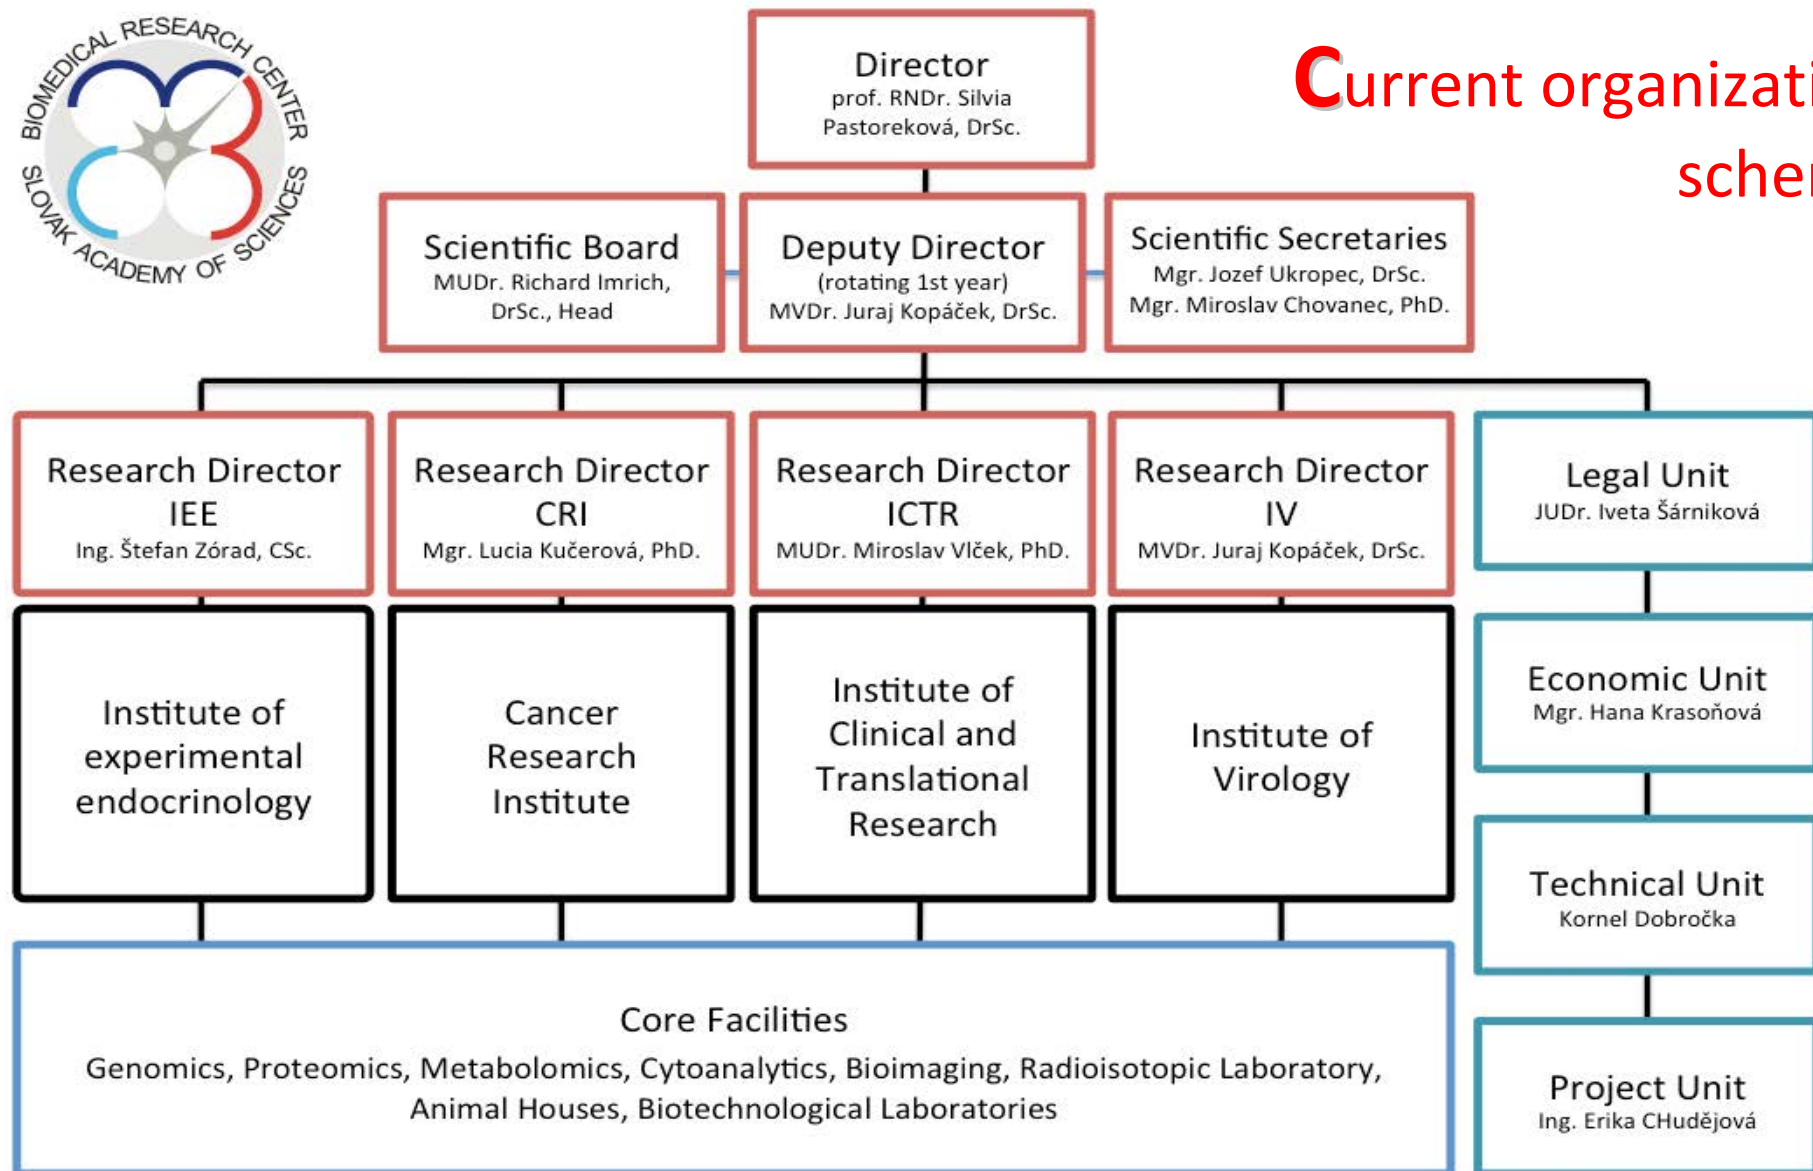 BIOMEDICAL RESEARCH CENTER
SLOVAK ACADEMY OF SCIENCES
Current organizati
schem
Director
prof. RNDr. Silvia
Pastoreková, DrSc.
Scientific Board
MUDr. Richard Imrich,
DrSc., Head
Deputy Director
(rotating 1st year)
MVDr. Juraj Kopáček, DrSc.
Scientific Secretaries
Mgr. Jozef Ukropec, DrSc.
Mgr. Miroslav Chovanec, PhD.
Research Director
IEE
Ing. Štefan Zórad, CSc.
Research Director
CRI
Mgr. Lucia Kučerová, PhD.
Research Director
ICTR
MUDr. Miroslav Vlček, PhD.
Research Director
IV
MVDr. Juraj Kopáček, DrSc.
Legal Unit
JUDr. Iveta Šárniková
Institute of
experimental
endocrinology
Cancer
Research
Institute
Institute of
Clinical and
Translational
Research
Institute of
Virology
Economic Unit
Mgr. Hana Krasoňová
Technical Unit
Kornel Dobročka
Project Unit
Ing. Erika CHudějová
Core Facilities
Genomics, Proteomics, Metabolomics, Cytoanalytics, Bioimaging, Radioisotopic Laboratory,
Animal Houses, Biotechnological Laboratories